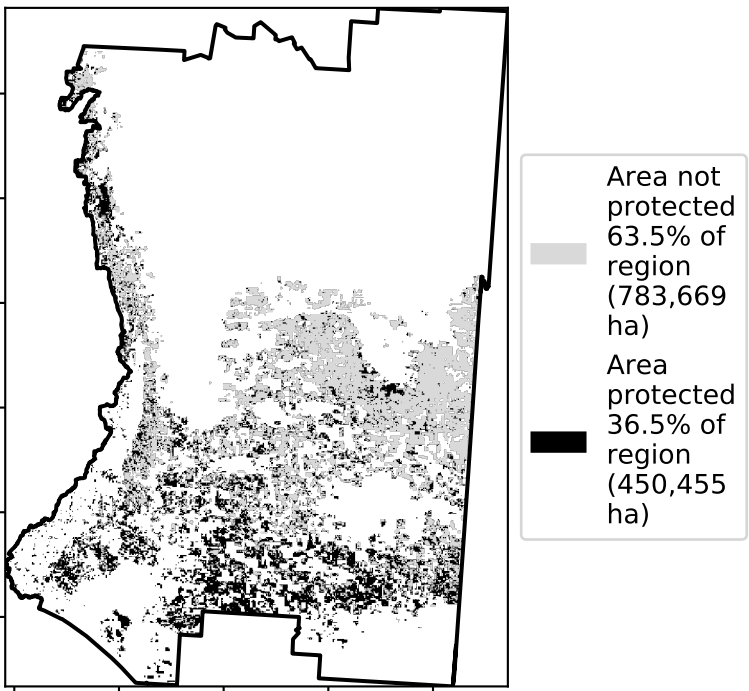 Area not
protected
63.5% of
region
(783,669
ha)
Area
protected
36.5% of
region
(450,455
ha)